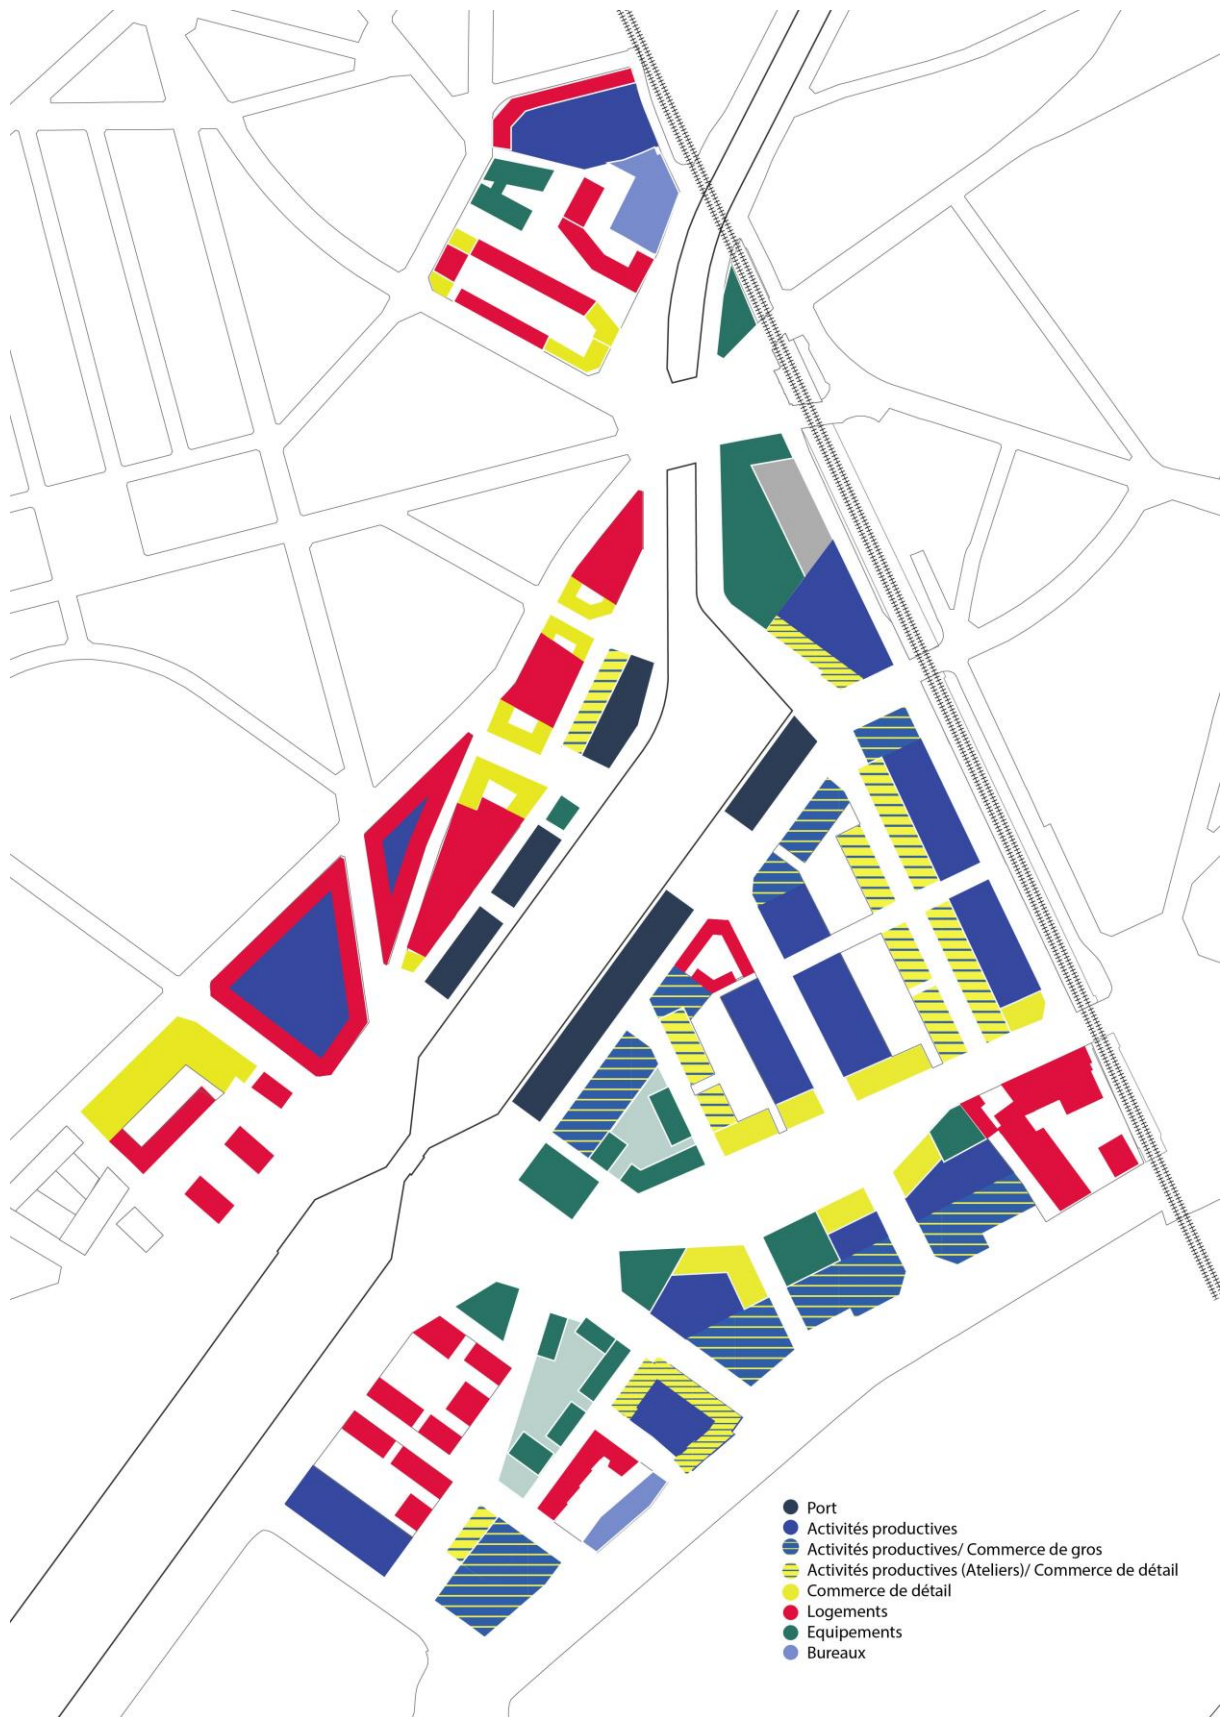 Port
Activités productives
Activités productives/ Commerce de gros
Activités productives (Ateliers)/ Commerce de détail
Commerce de détail
Logements
Equipements
Bureaux